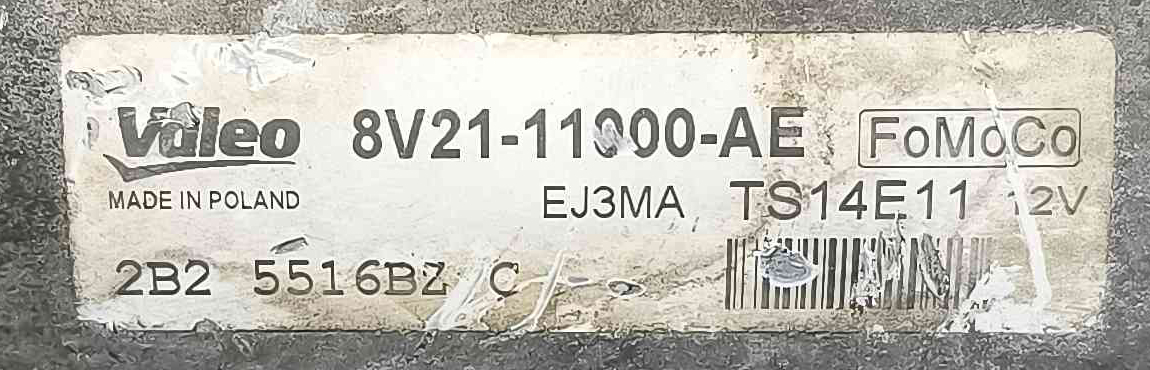 Valeo 8V21-11000-AE FoMoCo
MADE IN POLAND EJ3MA TS14E11 12V
2B2 5516BZ C